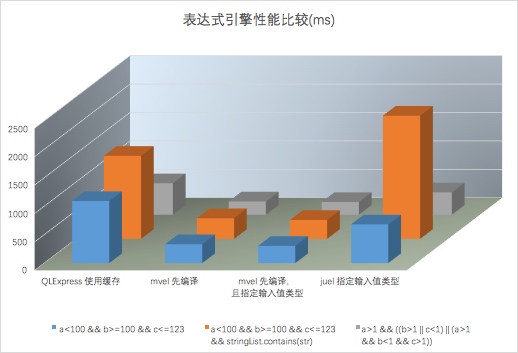 表达式引擎性能比较(ms)
2500
2000
1500
1000
500
0
QLExpress 使用缓存
mvel 先编译
mvel 先编译,
且指定输入值类型
juel 指定输入值类型
a<100 && b>=100 && c<=123
a<100 && b>=100 && c<=123
&& stringList.contains(str)
a>1 && ((b>1 || c<1) || (a>1
&& b<1 && c>1))